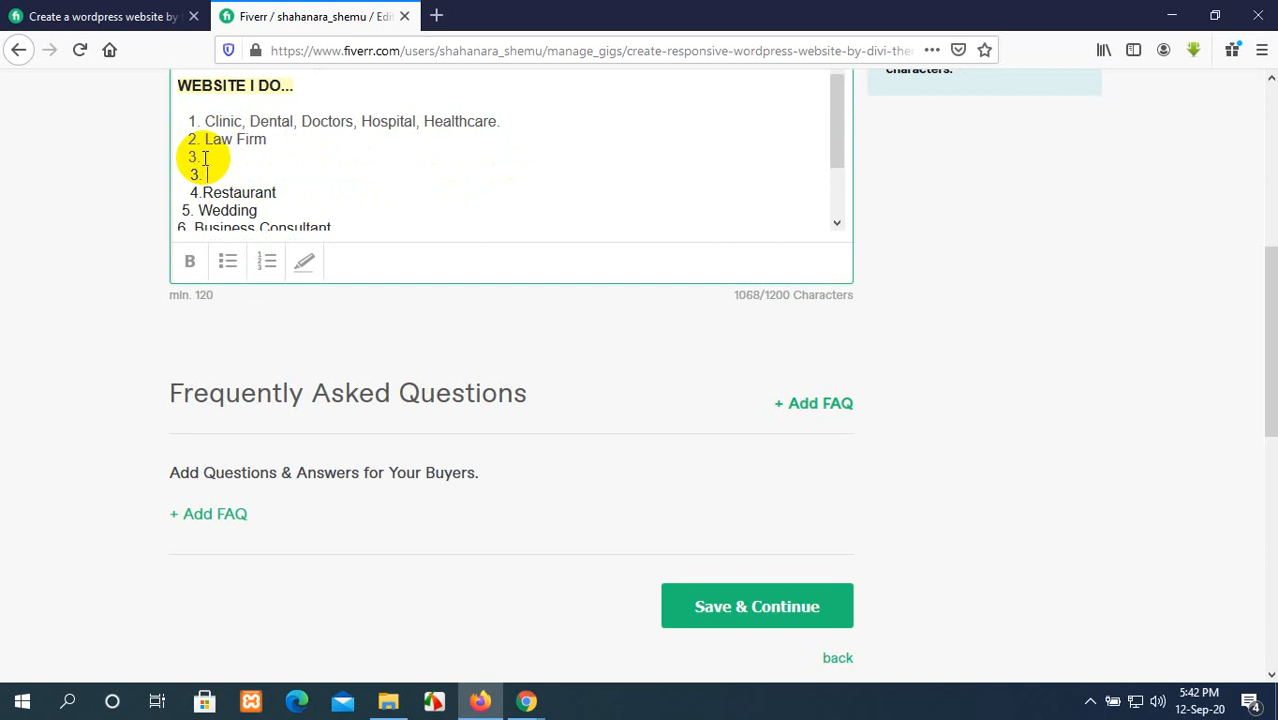 Create a wordpress website by
Fiverr / shahanara_shemu / Edi
https://www.fiverr.com/users/shahanara_shemu/manage_gigs/create-responsive-wordpress-website-by-divi-the
characters.
WEBSITE I DO...
1. Clinic, Dental, Doctors, Hospital, Healthcare.
2. Law Firm
3.
3.
4.Restaurant
5. Wedding
6. Business Consultant
B
min. 120
1068/1200 Characters
Frequently Asked Questions
+ Add FAQ
Add Questions & Answers for Your Buyers.
+ Add FAQ
Save & Continue
back
5:42 PM
12-Sep-20
4